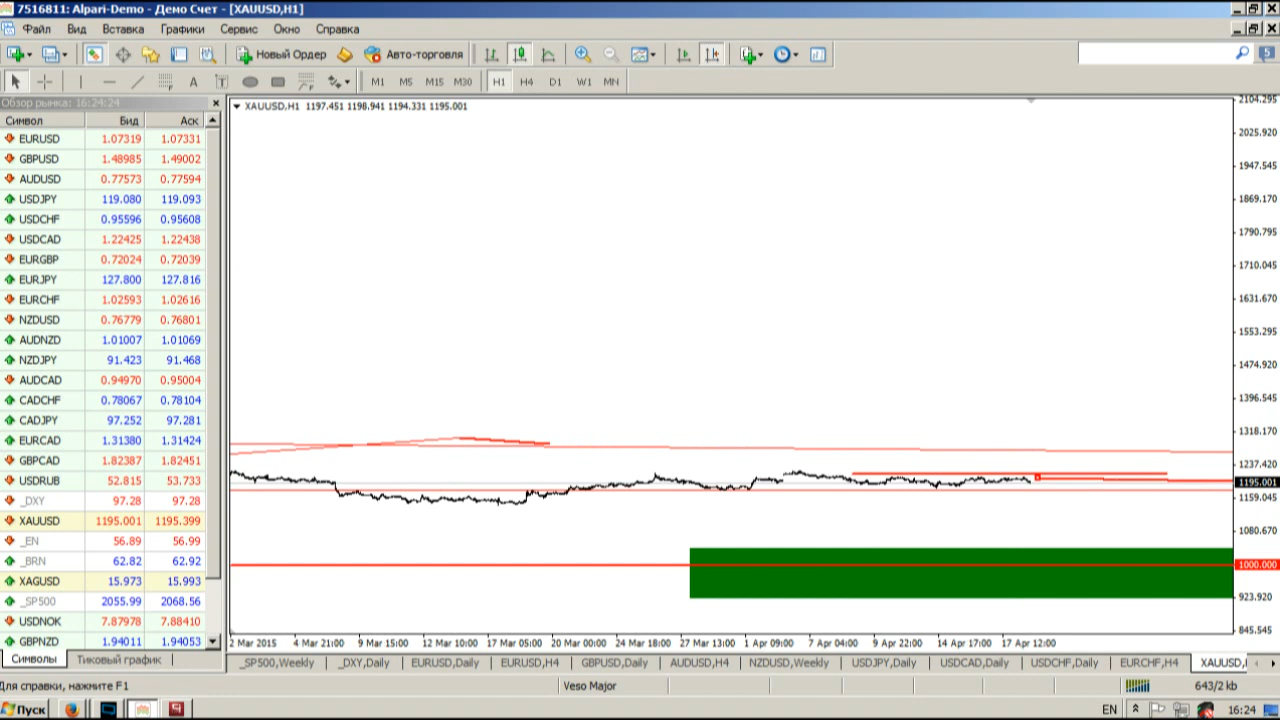 7516811: Alpari-Demo - Демо Счет - [XAUUSD,H1]
Файл Вид Вставка Графики Сервис Окно Справка
Новый Ордер Авто-торговля 5
A T M1 M5 M15 M30 H1 H4 D1 W1 MN
Обзор рынка: 16:24:24
Символ Бид Аск
EURUSD 1.07319 1.07331
GBPUSD 1.48985 1.49002
AUDUSD 0.77573 0.77594
USDJPY 119.080 119.093
USDCHF 0.95596 0.95608
USDCAD 1.22425 1.22438
EURGBP 0.72024 0.72039
EURJPY 127.800 127.816
EURCHF 1.02593 1.02616
NZDUSD 0.76779 0.76801
AUDNZD 1.01007 1.01069
NZDJPY 91.423 91.468
AUDCAD 0.94970 0.95004
CADCHF 0.78067 0.78104
CADJPY 97.252 97.281
EURCAD 1.31380 1.31424
GBPCAD 1.82387 1.82451
USDRUB 52.815 53.733
_DXY 97.28 97.28
XAUUSD 1195.001 1195.399
_EN 56.89 56.99
_BRN 62.82 62.92
XAGUSD 15.973 15.993
_SP500 2055.99 2068.56
USDNOK 7.87978 7.88410
GBPNZD 1.94011 1.94053
Символы Тиковый график
XAUUSD,H1 1197.451 1198.941 1194.331 1195.001
2104.295
2025.920
1947.545
1869.170
1790.795
1710.045
1631.670
1553.295
1474.920
1396.545
1318.170
1237.420
1195.001
1159.045
1080.670
1000.000
923.920
845.545
2 Mar 2015 4 Mar 21:00 9 Mar 15:00 12 Mar 10:00 17 Mar 05:00 20 Mar 00:00 24 Mar 18:00 27 Mar 13:00 1 Apr 09:00 7 Apr 04:00 9 Apr 22:00 14 Apr 17:00 17 Apr 12:00
_SP500,Weekly _DXY,Daily EURUSD,Daily EURUSD,H4 GBPUSD,Daily AUDUSD,H4 NZDUSD,Weekly USDJPY,Daily USDCAD,Daily USDCHF,Daily EURCHF,H4 XAUUSD,
Для справки, нажмите F1 Veso Major 643/2 kb
Пуск EN 16:24